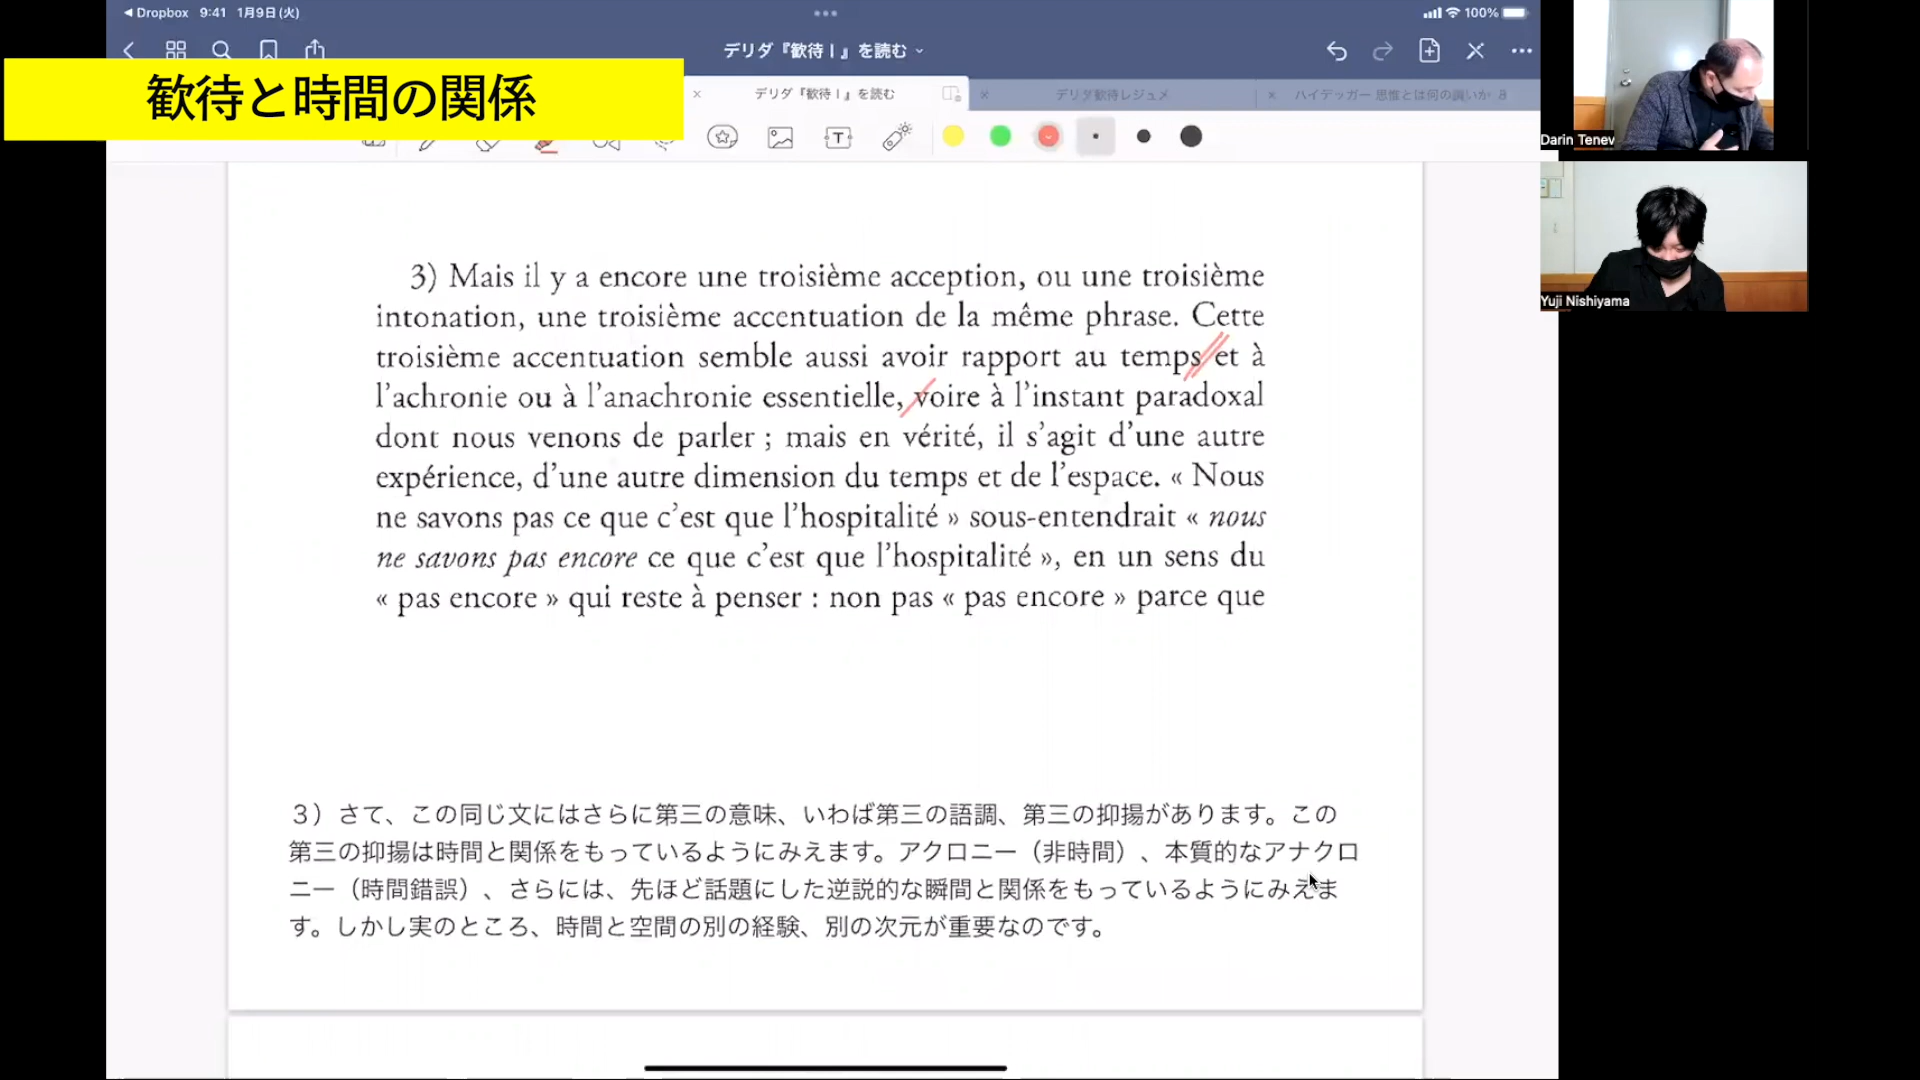 Dropbox 9:41 1月9日(火)
100%
デリダ『歓待Ⅰ』を読む
歓待と時間の関係
デリダ『歓待Ⅰ』を読む
デリダ歓待レジュメ
T
Darin Tenev
Yuji Nishiyama
3) Mais il y a encore une troisième acception, ou une troisième
intonation, une troisième accentuation de la même phrase. Cette
troisième accentuation semble aussi avoir rapport au temps et à
l’achronie ou à l’anachronie essentielle, voire à l’instant paradoxal
dont nous venons de parler ; mais en vérité, il s’agit d’une autre
expérience, d’une autre dimension du temps et de l’espace. « Nous
ne savons pas ce que c’est que l’hospitalité » sous-entendrait « nous
ne savons pas encore ce que c’est que l’hospitalité », en un sens du
« pas encore » qui reste à penser : non pas « pas encore » parce que
３）さて、この同じ文にはさらに第三の意味、いわば第三の語調、第三の抑揚があります。この
第三の抑揚は時間と関係をもっているようにみえます。アクロニー（非時間）、本質的なアナクロ
ニー（時間錯誤）、さらには、先ほど話題にした逆説的な瞬間と関係をもっているようにみえま
す。しかし実のところ、時間と空間の別の経験、別の次元が重要なのです。